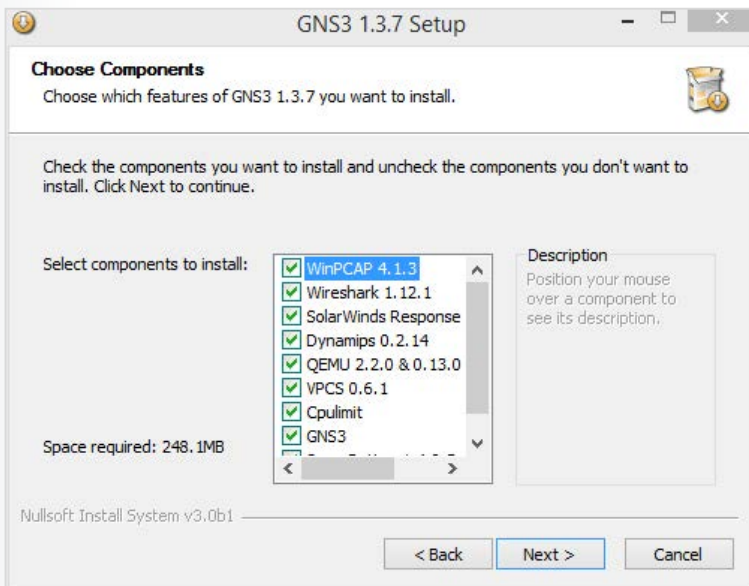 GNS3 1.3.7 Setup
Choose Components
Choose which features of GNS3 1.3.7 you want to install.
Check the components you want to install and uncheck the components you don't want to
install. Click Next to continue.
Select components to install:
WinPCAP 4.1.3
Wireshark 1.12.1
SolarWinds Response
Dynamips 0.2.14
QEMU 2.2.0 & 0.13.0
VPCS 0.6.1
Cpulimit
GNS3
Description
Position your mouse
over a component to
see its description.
Space required: 248.1MB
Nullsoft Install System v3.0b1
< Back
Next >
Cancel